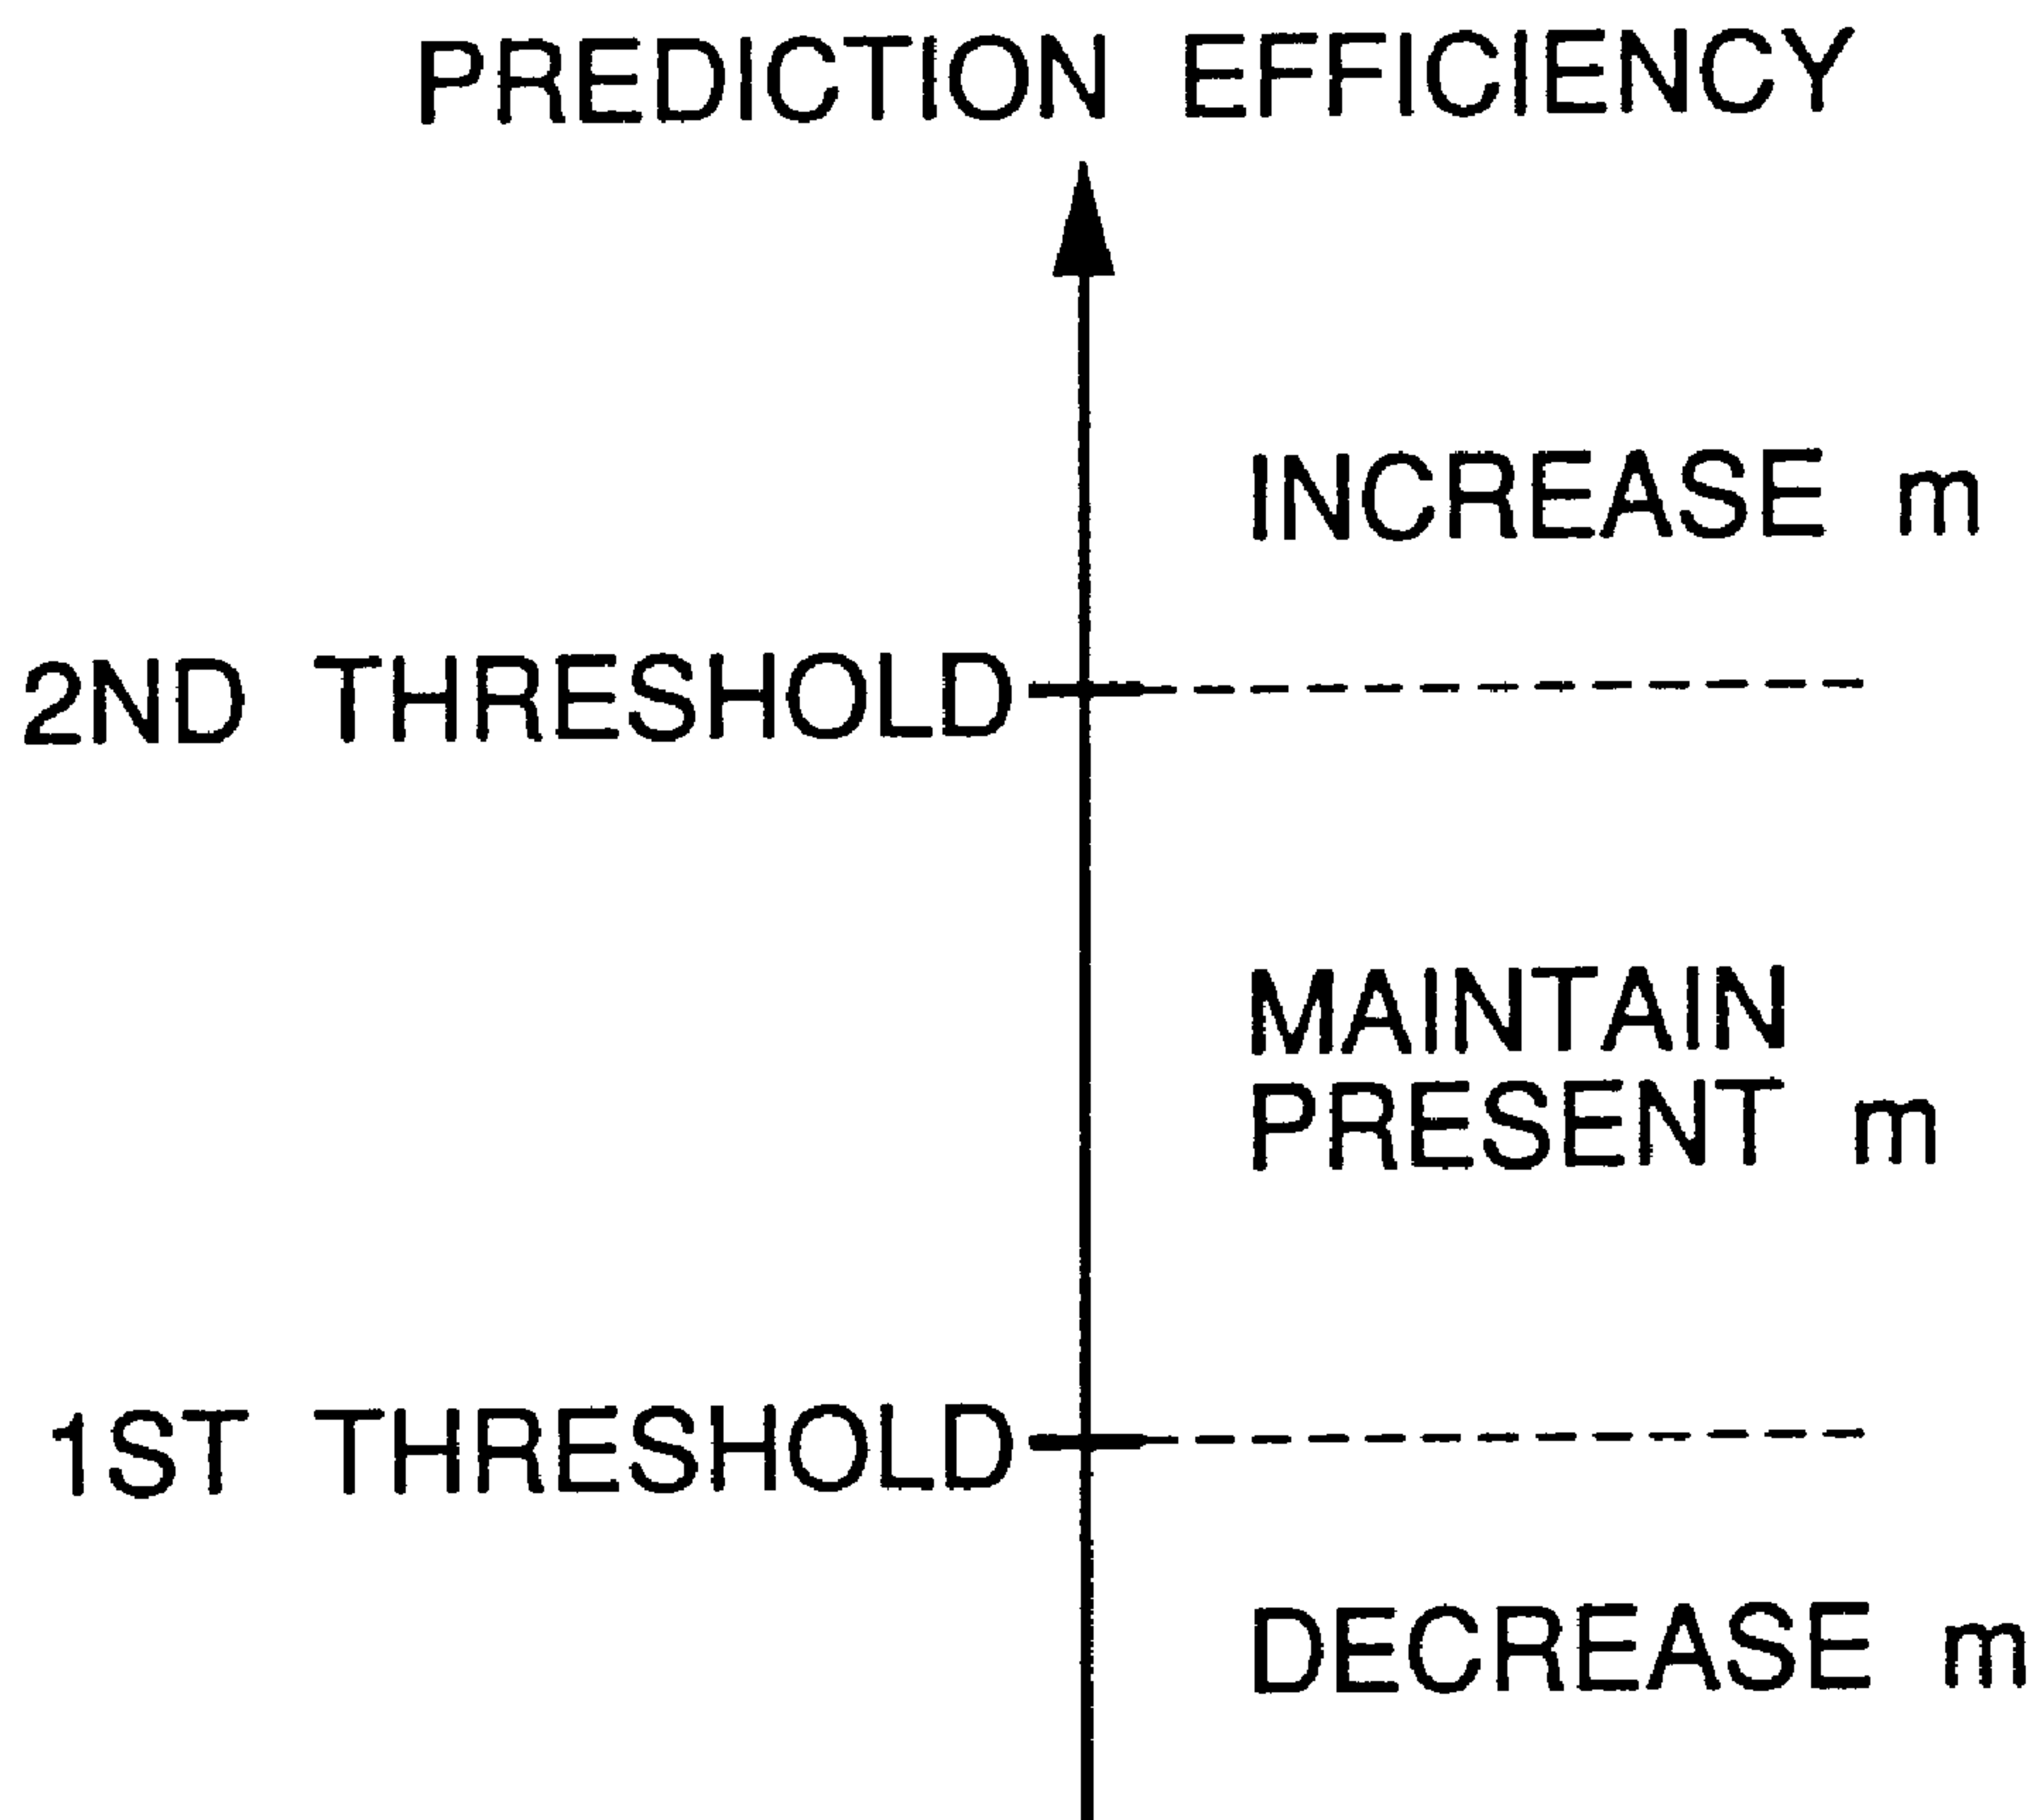 PREDICTION EFFICIENCY
INCREASE m
2ND THRESHOLD
MAINTAIN
PRESENT m
1ST THRESHOLD
DECREASE m